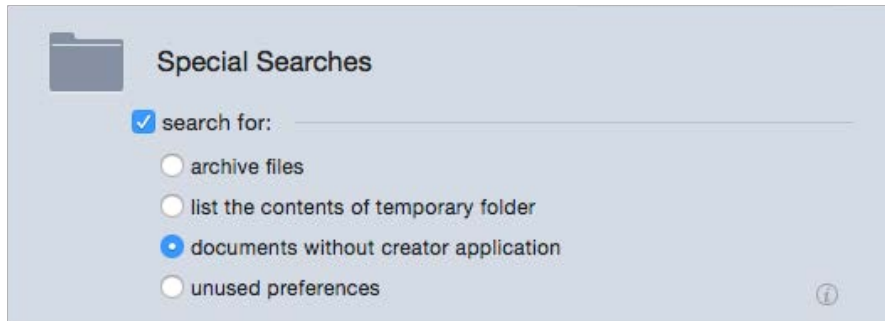 Special Searches
search for:
archive files
list the contents of temporary folder
documents without creator application
unused preferences